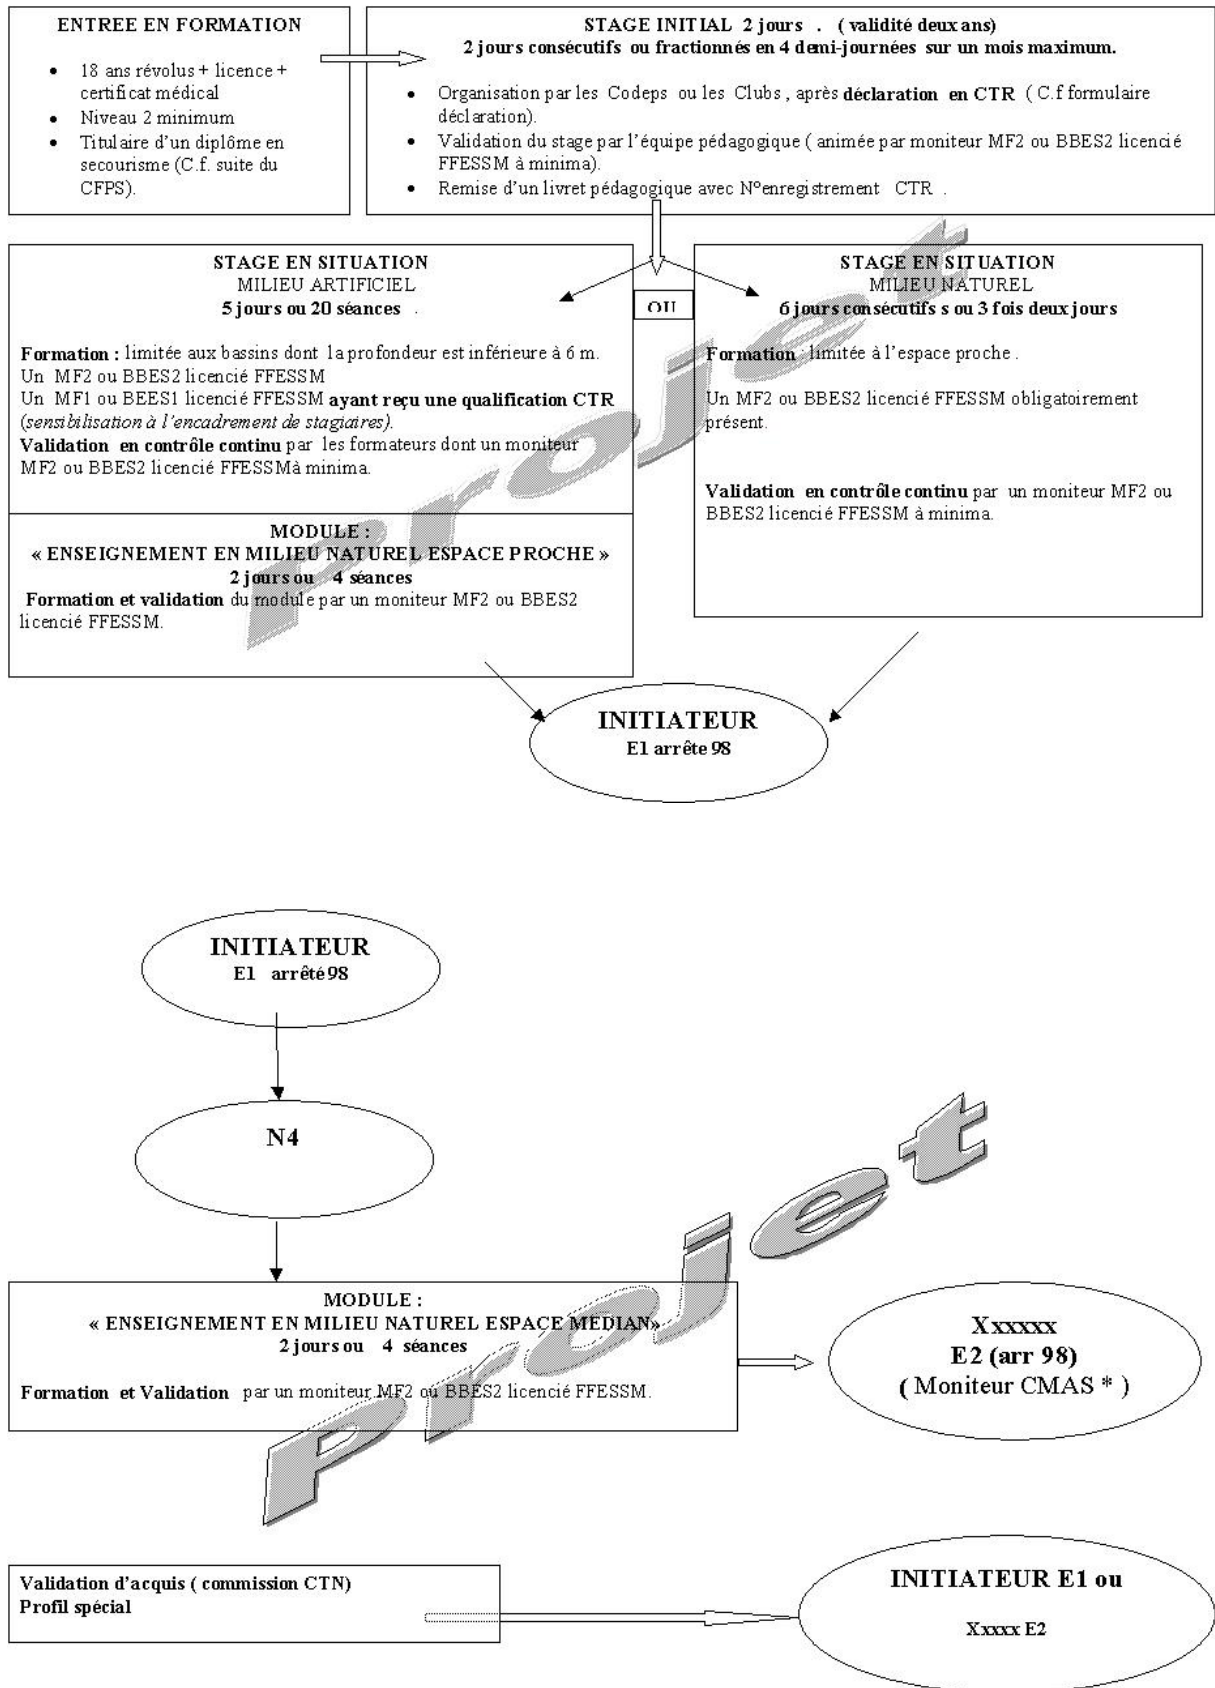 ENTREE EN FORMATION
• 18 ans révolus + licence +
certificat médical
• Niveau 2 minimum
• Titulaire d'un diplôme en
secourisme (C.f. suite du
CFPS).
STAGE INITIAL 2 jours . ( validité deux ans)
2 jours consécutifs ou fractionnés en 4 demi-journées sur un mois maximum.
• Organisation par les Codeps ou les Clubs , après déclaration en CTR ( C.f formulaire
déclaration).
• Validation du stage par l'équipe pédagogique ( animée par moniteur MF2 ou BBES2 licencié
FFESSM à minima).
• Remise d'un livret pédagogique avec N°enregistrement CTR .
STAGE EN SITUATION
MILIEU ARTIFICIEL
5 jours ou 20 séances .
Formation : limitée aux bassins dont la profondeur est inférieure à 6 m.
Un MF2 ou BBES2 licencié FFESSM
Un MF1 ou BEES1 licencié FFESSM ayant reçu une qualification CTR
(sensibilisation à l'encadrement de stagiaires).
Validation en contrôle continu par les formateurs dont un moniteur
MF2 ou BBES2 licencié FFESSMà minima.
MODULE :
« ENSEIGNEMENT EN MILIEU NATUREL ESPACE PROCHE »
2 jours ou 4 séances
Formation et validation du module par un moniteur MF2 ou BBES2
licencié FFESSM.
OU
STAGE EN SITUATION
MILIEU NATUREL
6 jours consécutifs s ou 3 fois deux jours
Formation : limitée à l'espace proche .
Un MF2 ou BBES2 licencié FFESSM obligatoirement
présent.
Validation en contrôle continu par un moniteur MF2 ou
BBES2 licencié FFESSM à minima.
projet
INITIATEUR
E1 arrête 98
INITIATEUR
E1 arrêté 98
N4
MODULE :
« ENSEIGNEMENT EN MILIEU NATUREL ESPACE MEDIAN»
2 jours ou 4 séances
Formation et Validation par un moniteur MF2 ou BBES2 licencié FFESSM.
projet
Xxxxxx
E2 (arr 98)
( Moniteur CMAS * )
Validation d'acquis ( commission CTN)
Profil spécial
INITIATEUR E1 ou
Xxxxx E2